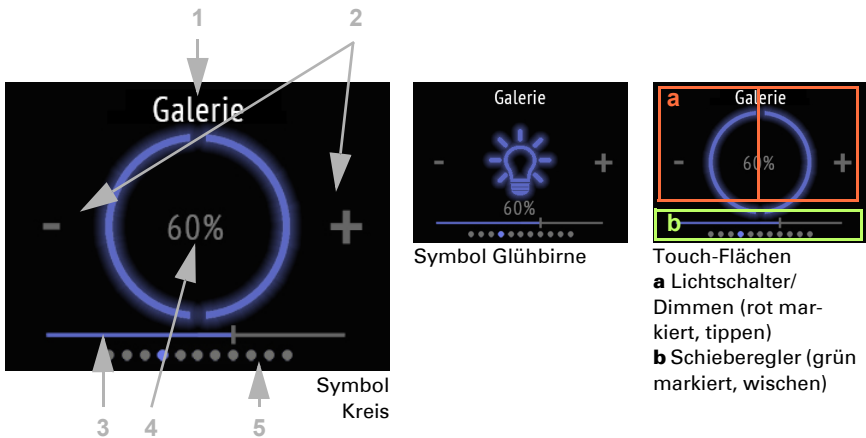 1 2
Galerie
- +
60%
Symbol
Kreis
3 4 5
Galerie
- +
60%
Symbol Glühbirne
a Galerie
- 60% +
b
Touch-Flächen
a Lichtschalter/
Dimmen (rot mar-
kiert, tippen)
b Schieberegler (grün
markiert, wischen)